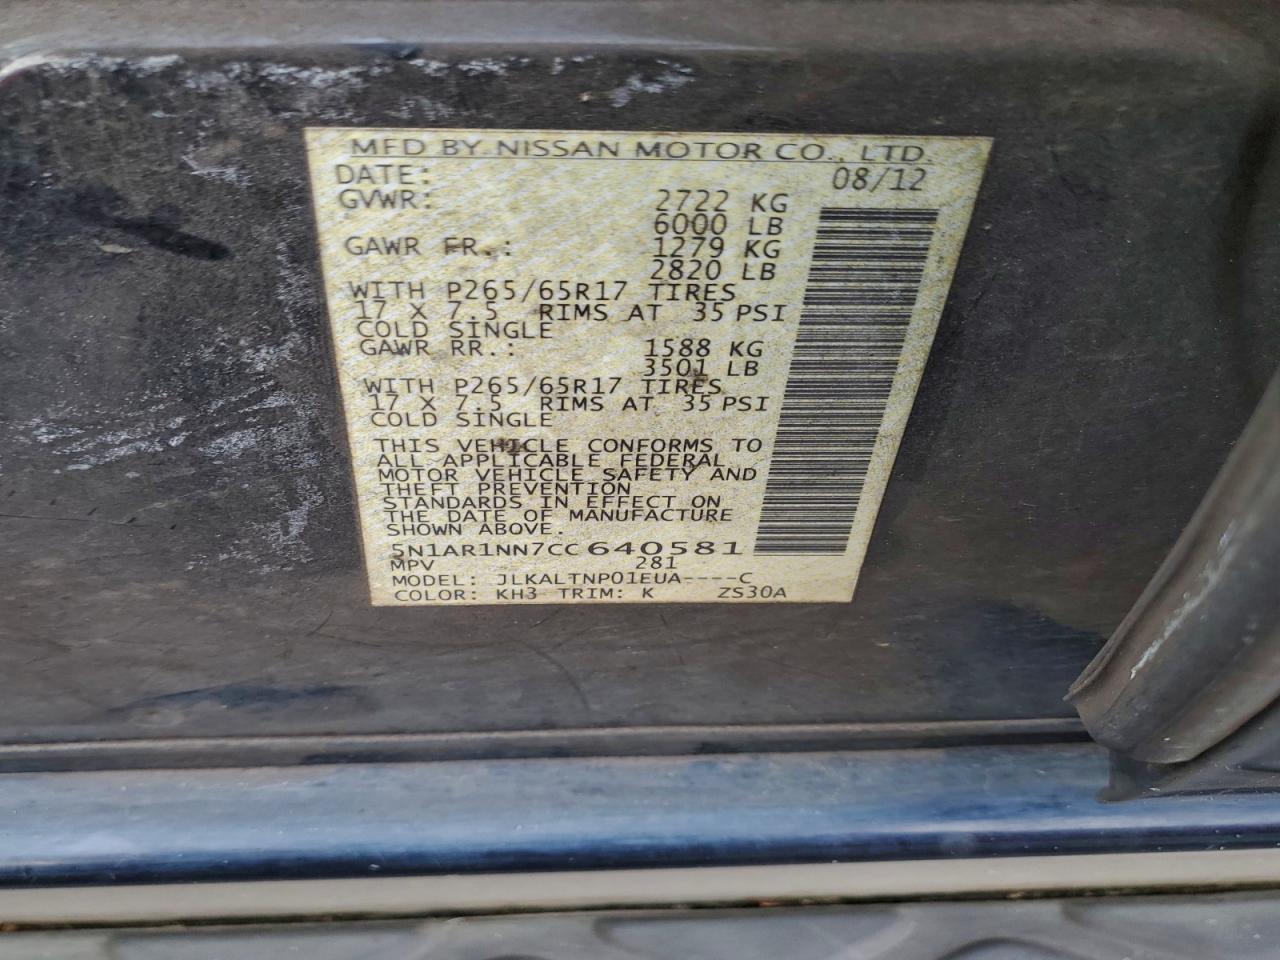 MFD BY NISSAN MOTOR CO., LTD.
DATE: 08/12
GVWR: 2722 KG
6000 LB
GAWR FR.: 1279 KG
2820 LB
WITH P265/65R17 TIRES
17 X 7.5 RIMS AT 35 PSI
COLD SINGLE
GAWR RR.: 1588 KG
3501 LB
WITH P265/65R17 TIRES
17 X 7.5 RIMS AT 35 PSI
COLD SINGLE
THIS VEHICLE CONFORMS TO
ALL APPLICABLE FEDERAL
MOTOR VEHICLE SAFETY AND
THEFT PREVENTION
STANDARDS IN EFFECT ON
THE DATE OF MANUFACTURE
SHOWN ABOVE.
5N1AR1NN7CC640581
MPV 281
MODEL: JLKALTNP01EUA----C
COLOR: KH3 TRIM: K ZS30A